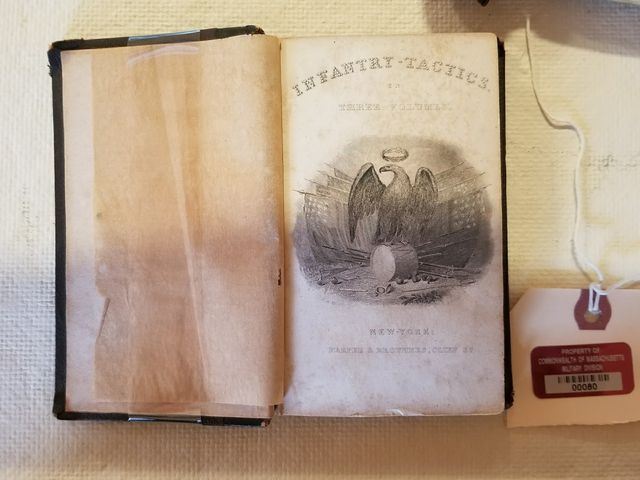 INFANTRY-TACTICS,
IN
THREE VOLUMES.
NEW-YORK:
HARPER & BROTHERS, CLIFF ST
PROPERTY OF
COMMONWEALTH OF MASSACHUSETTS
MILITARY DIVISION
00080